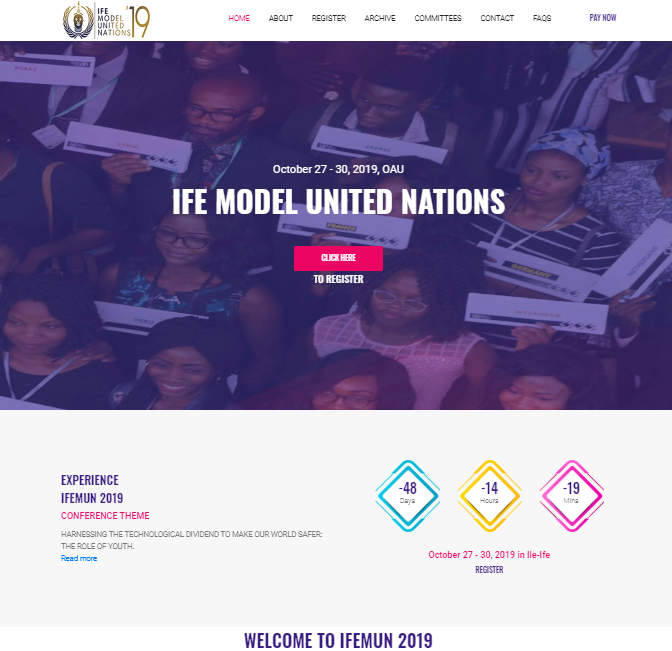 IFE
MODEL
UNITED
NATIONS
'19
HOME
ABOUT
REGISTER
ARCHIVE
COMMITTEES
CONTACT
FAQS
PAY NOW
October 27 - 30, 2019, OAU
IFE MODEL UNITED NATIONS
FRANCE
GERMANY
CLICK HERE
TO REGISTER
EXPERIENCE
IFEMUN 2019
CONFERENCE THEME
HARNESSING THE TECHNOLOGICAL DIVIDEND TO MAKE OUR WORLD SAFER:
THE ROLE OF YOUTH.
Read more
-48
Days
-14
Hours
-19
Mins
October 27 - 30, 2019 in Ile-Ife
REGISTER
WELCOME TO IFEMUN 2019